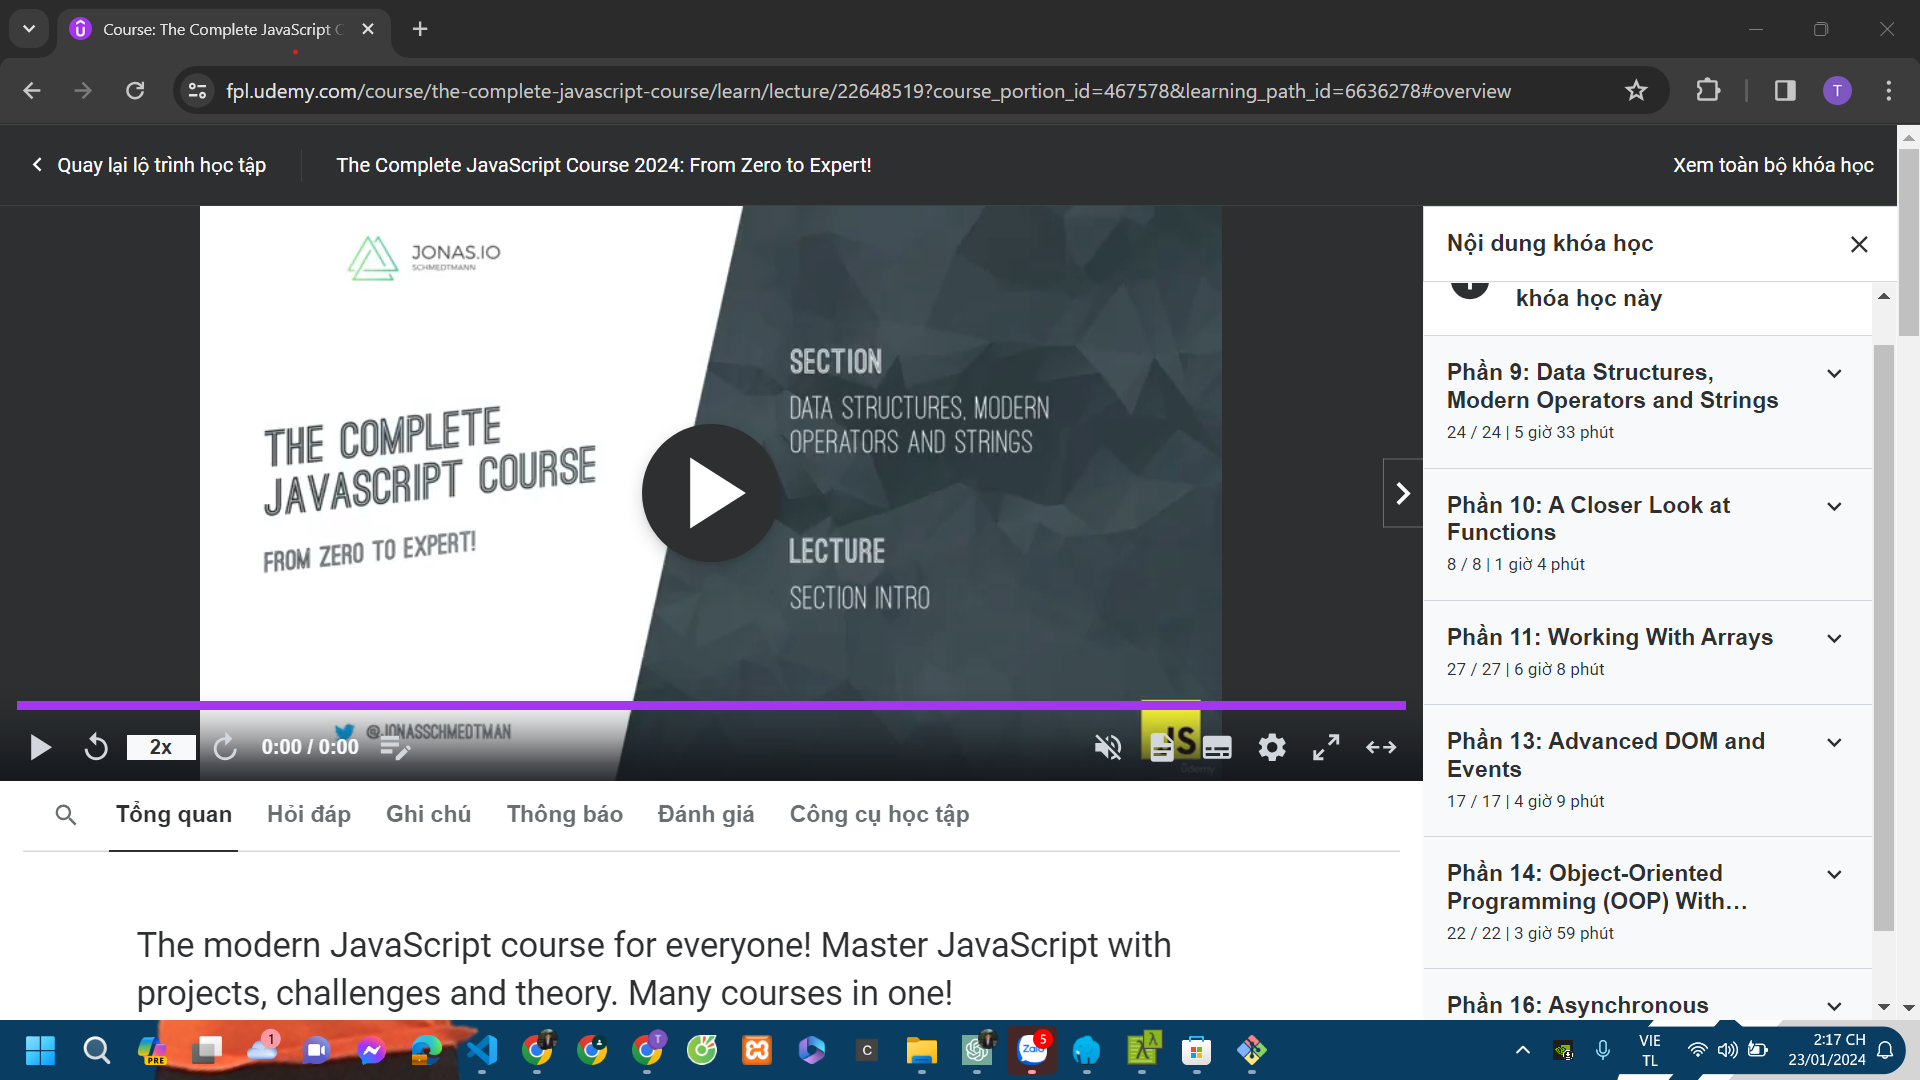 Course: The Complete JavaScript C
fpl.udemy.com/course/the-complete-javascript-course/learn/lecture/22648519?course_portion_id=467578&learning_path_id=6636278#overview
T
Quay lại lộ trình học tập
The Complete JavaScript Course 2024: From Zero to Expert!
Xem toàn bộ khóa học
JONAS.IO
SCHMEDTMANN
THE COMPLETE
JAVASCRIPT COURSE
FROM ZERO TO EXPERT!
SECTION
DATA STRUCTURES, MODERN
OPERATORS AND STRINGS
LECTURE
SECTION INTRO
@JONASSCHMEDTMAN
JS
udemy
2x
0:00 / 0:00
Nội dung khóa học
khóa học này
Phần 9: Data Structures,
Modern Operators and Strings
24 / 24 | 5 giờ 33 phút
Phần 10: A Closer Look at
Functions
8 / 8 | 1 giờ 4 phút
Phần 11: Working With Arrays
27 / 27 | 6 giờ 8 phút
Phần 13: Advanced DOM and
Events
17 / 17 | 4 giờ 9 phút
Phần 14: Object-Oriented
Programming (OOP) With...
22 / 22 | 3 giờ 59 phút
Phần 16: Asynchronous
Tổng quan
Hỏi đáp
Ghi chú
Thông báo
Đánh giá
Công cụ học tập
The modern JavaScript course for everyone! Master JavaScript with
projects, challenges and theory. Many courses in one!
PRE
1
T
C
Zalo
5
VIE
TL
2:17 CH
23/01/2024